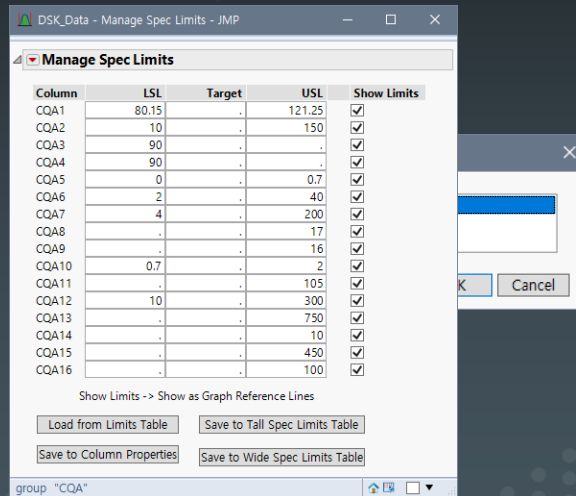 DSK_Data - Manage Spec Limits - JMP
Manage Spec Limits
Column LSL Target USL Show Limits
CQA1 80.15 . 121.25
CQA2 10 . 150
CQA3 90 . .
CQA4 90 . .
CQA5 0 . 0.7
CQA6 2 . 40
CQA7 4 . 200
CQA8 . . 17
CQA9 . . 16
CQA10 0.7 . 2
CQA11 . . 105
CQA12 10 . 300
CQA13 . . 750
CQA14 . . 10
CQA15 . . 450
CQA16 . . 100
Show Limits -> Show as Graph Reference Lines
Load from Limits Table Save to Tall Spec Limits Table
Save to Column Properties Save to Wide Spec Limits Table
group "CQA"
K Cancel